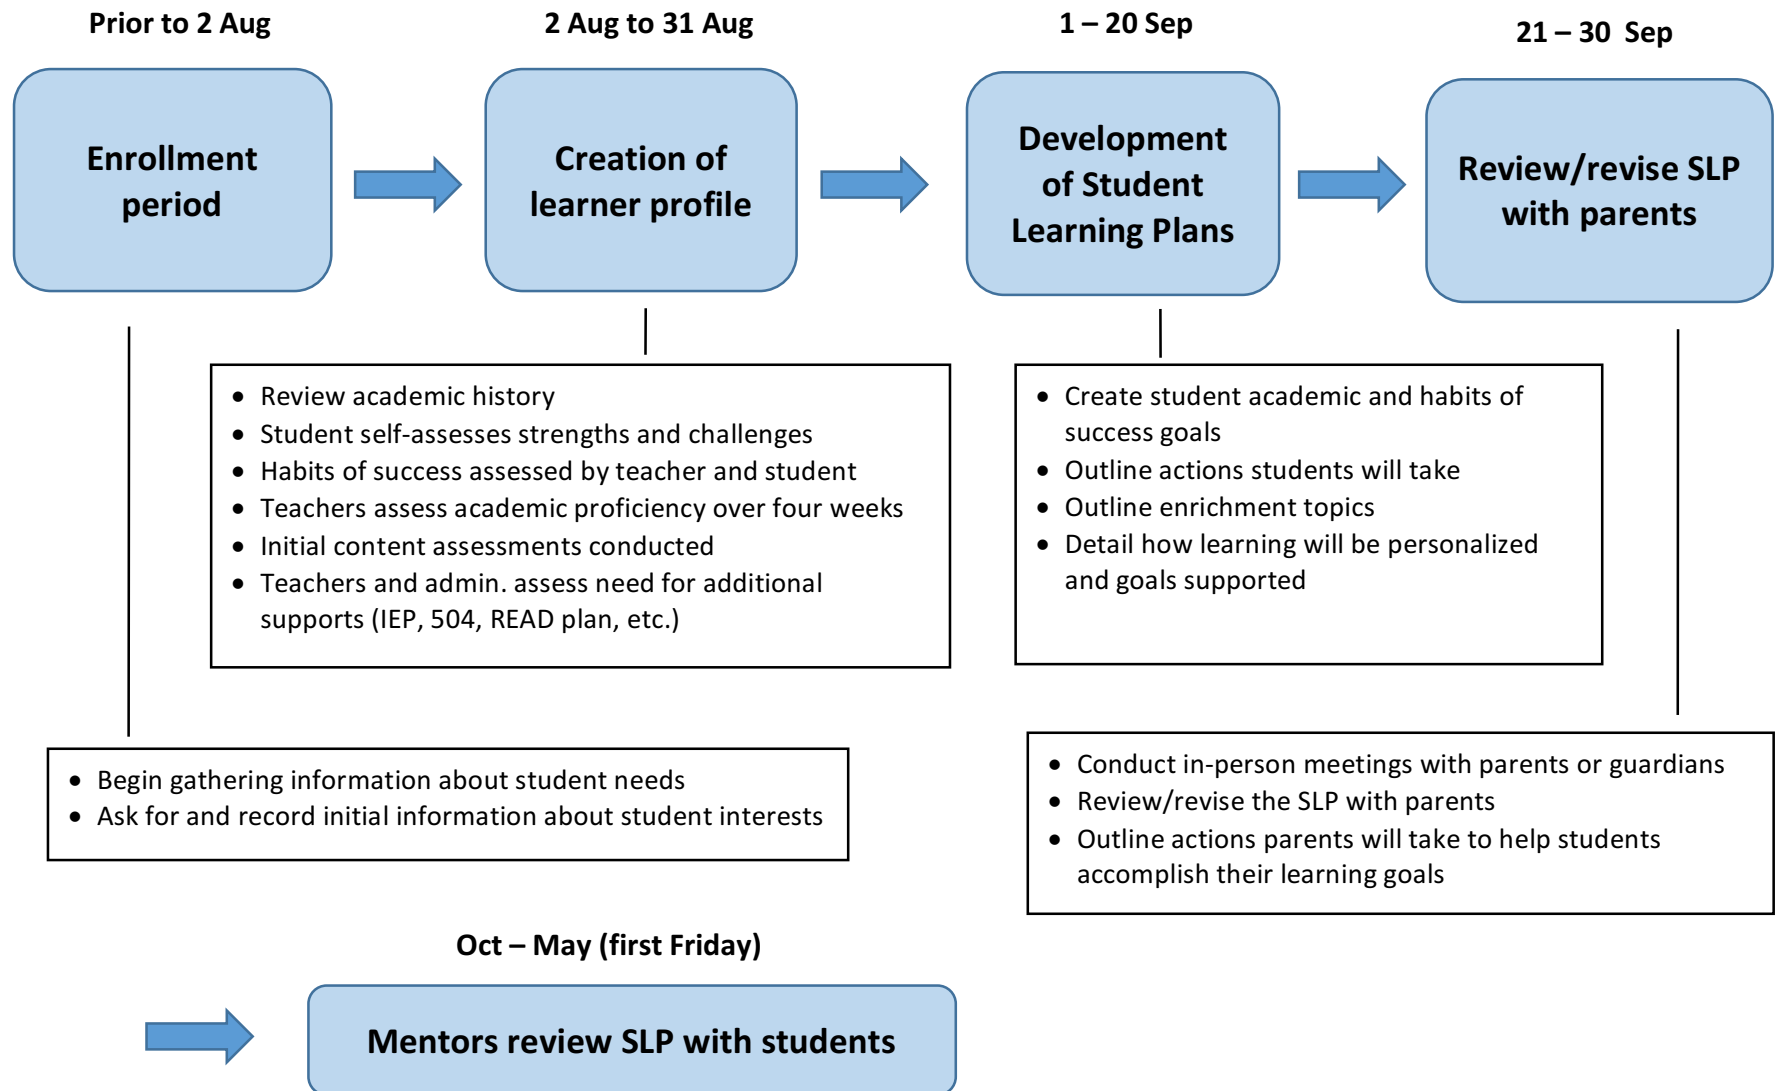 Prior to 2 Aug
2 Aug to 31 Aug
1 – 20 Sep
21 – 30 Sep
Enrollment
period
Creation of
learner profile
Development
of Student
Learning Plans
Review/revise SLP
with parents
• Review academic history
• Student self-assesses strengths and challenges
• Habits of success assessed by teacher and student
• Teachers assess academic proficiency over four weeks
• Initial content assessments conducted
• Teachers and admin. assess need for additional
supports (IEP, 504, READ plan, etc.)
• Create student academic and habits of
success goals
• Outline actions students will take
• Outline enrichment topics
• Detail how learning will be personalized
and goals supported
• Begin gathering information about student needs
• Ask for and record initial information about student interests
• Conduct in-person meetings with parents or guardians
• Review/revise the SLP with parents
• Outline actions parents will take to help students
accomplish their learning goals
Oct – May (first Friday)
Mentors review SLP with students